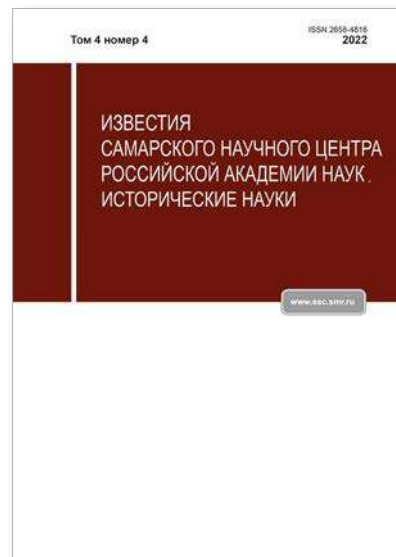 Том 4 номер 4
ISSN 2658-4816
2022
ИЗВЕСТИЯ
САМАРСКОГО НАУЧНОГО ЦЕНТРА
РОССИЙСКОЙ АКАДЕМИИ НАУК.
ИСТОРИЧЕСКИЕ НАУКИ
www.ssc.smr.ru